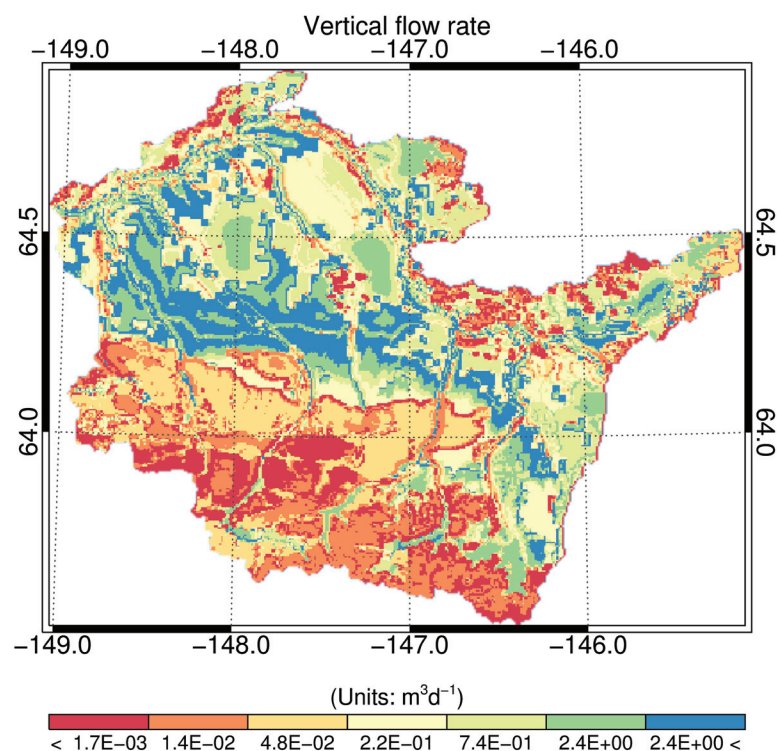 Vertical flow rate
−149.0 −148.0 −147.0 −146.0
64.5 64.5
64.0 64.0
−149.0 −148.0 −147.0 −146.0
(Units: m³d⁻¹)
< 1.7E−03 1.4E−02 4.8E−02 2.2E−01 7.4E−01 2.4E+00 2.4E+00 <